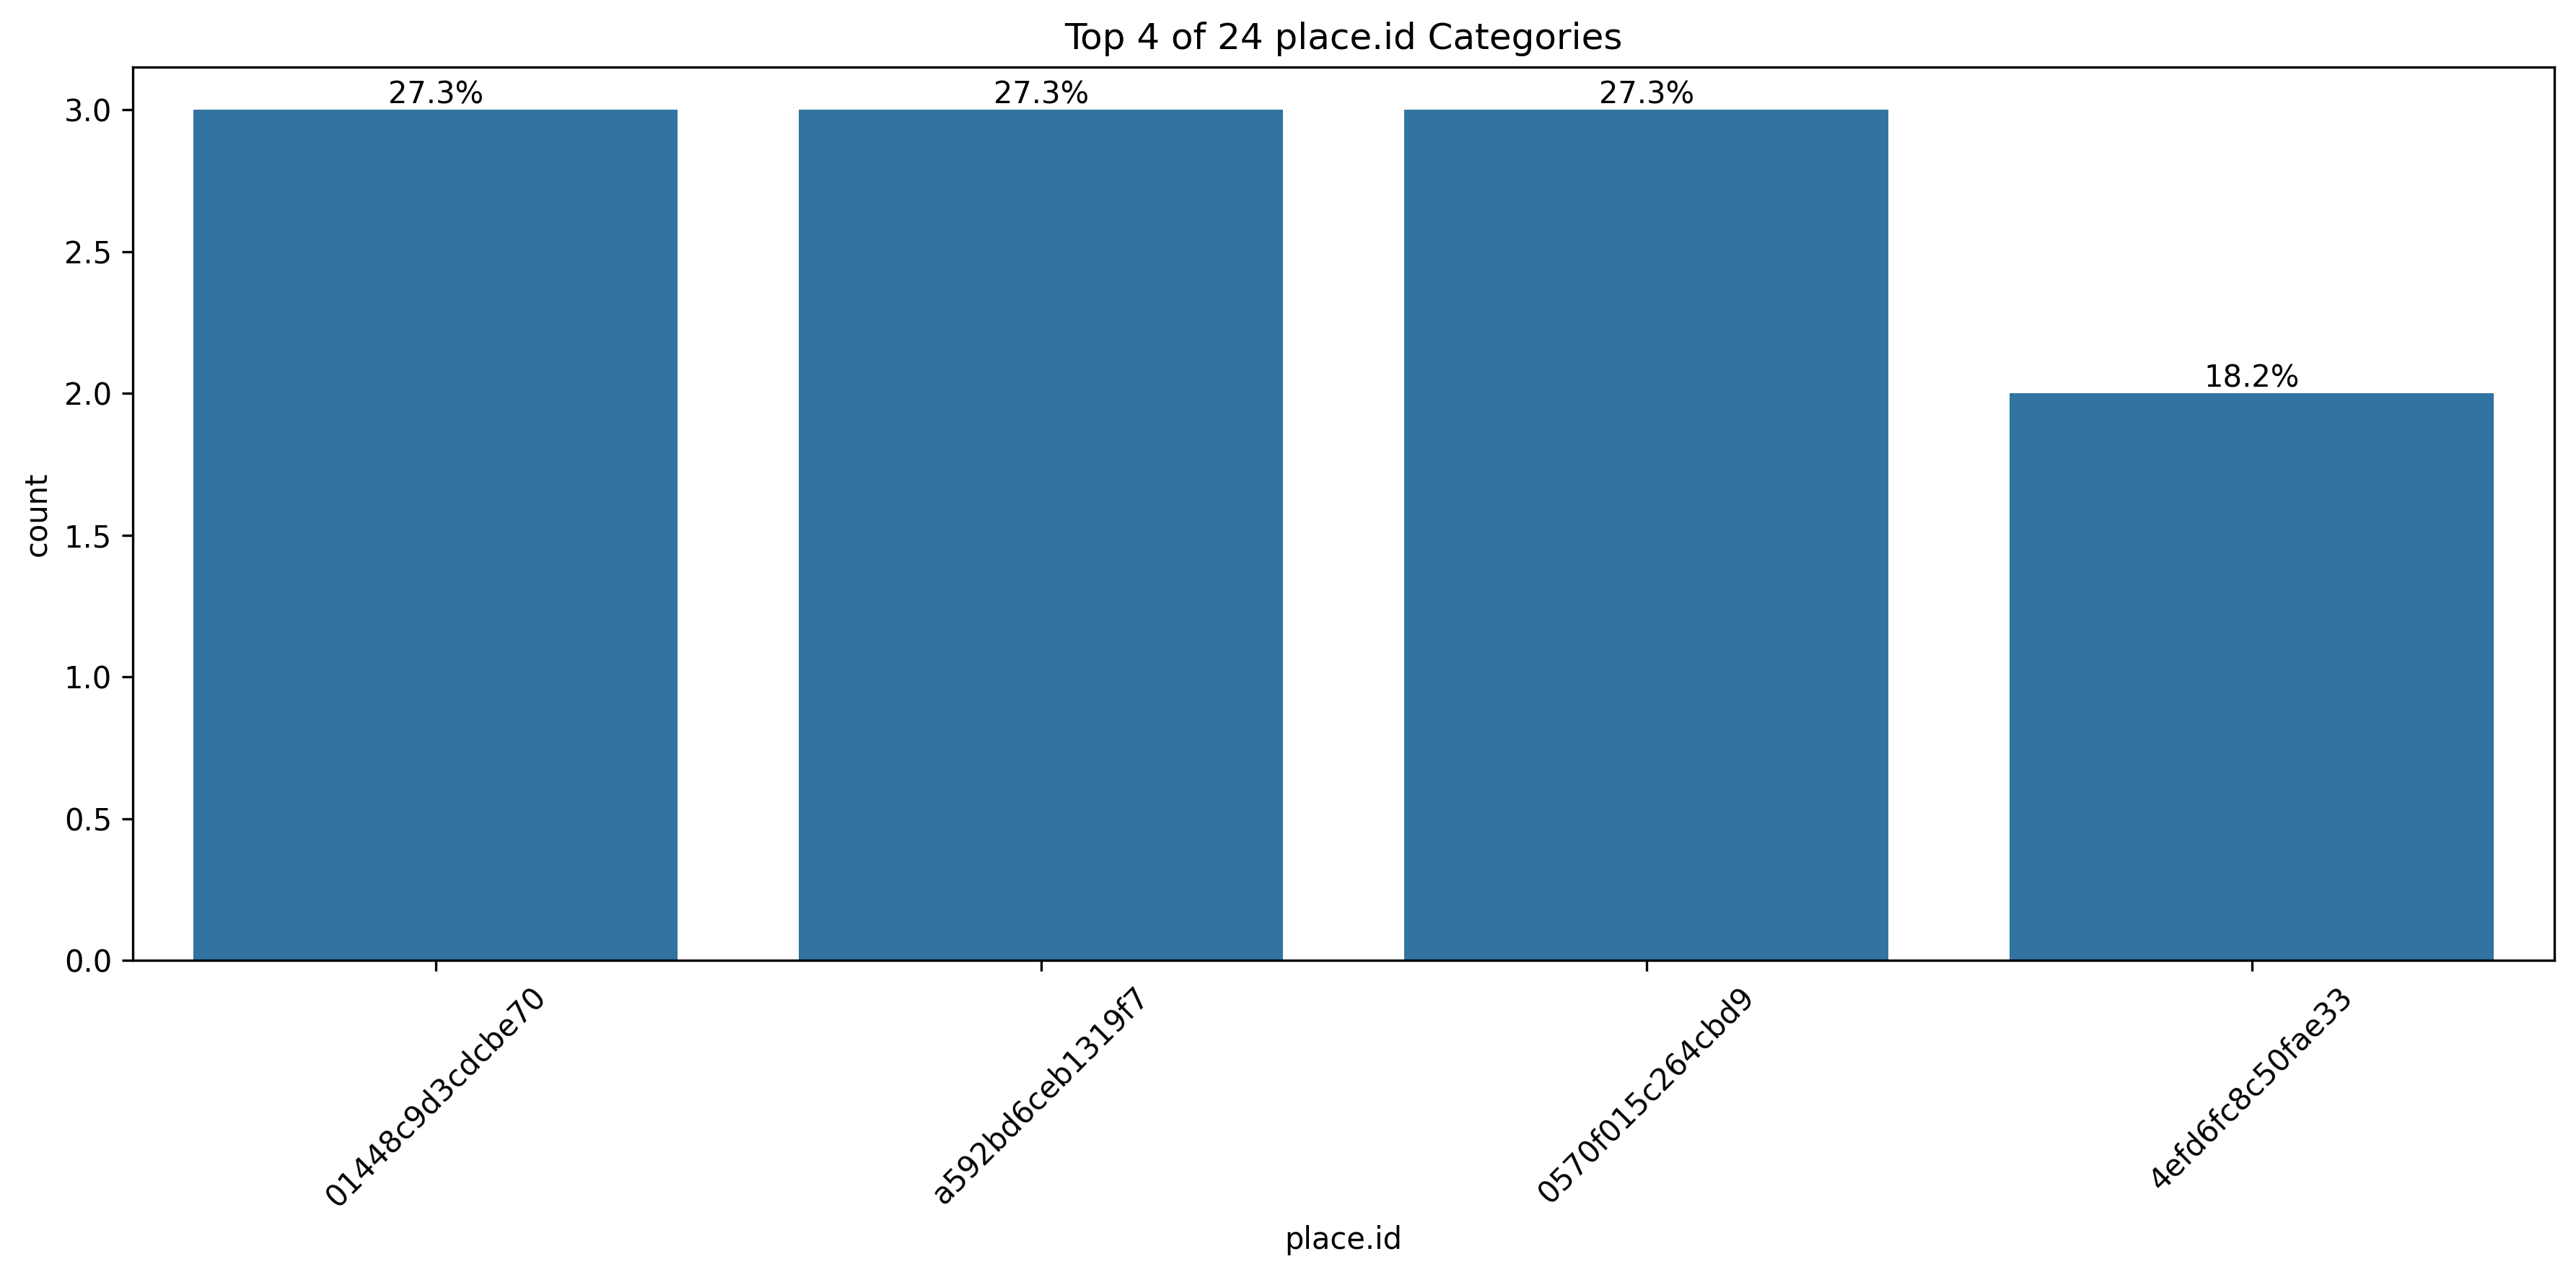 Top 4 of 24 place.id Categories
27.3%
27.3%
27.3%
18.2%
3.0
2.5
2.0
1.5
1.0
0.5
0.0
count
01448c9d3cdcbe70
a592bd6ceb1319f7
0570f015c264cbd9
4efd6fc8c50fae33
place.id